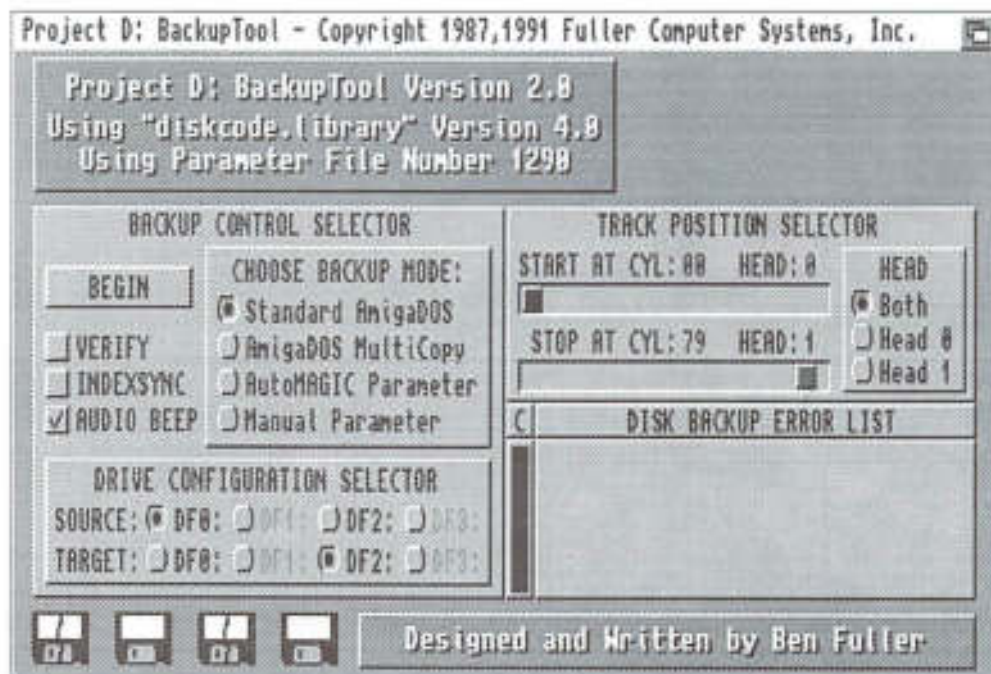 Project D: BackupTool - Copyright 1987,1991 Fuller Computer Systems, Inc.
Project D: BackupTool Version 2.0
Using "diskcode.library" Version 4.0
Using Parameter File Number 1290
BACKUP CONTROL SELECTOR
BEGIN
VERIFY
INDEXSYNC
AUDIO BEEP
CHOOSE BACKUP MODE:
Standard AmigaDOS
AmigaDOS MultiCopy
AutoMAGIC Parameter
Manual Parameter
DRIVE CONFIGURATION SELECTOR
SOURCE: DF0: DF1: DF2: DF3:
TARGET: DF0: DF1: DF2: DF3:
TRACK POSITION SELECTOR
START AT CYL:00 HEAD:0
STOP AT CYL:79 HEAD:1
HEAD
Both
Head 0
Head 1
C DISK BACKUP ERROR LIST
Designed and Written by Ben Fuller